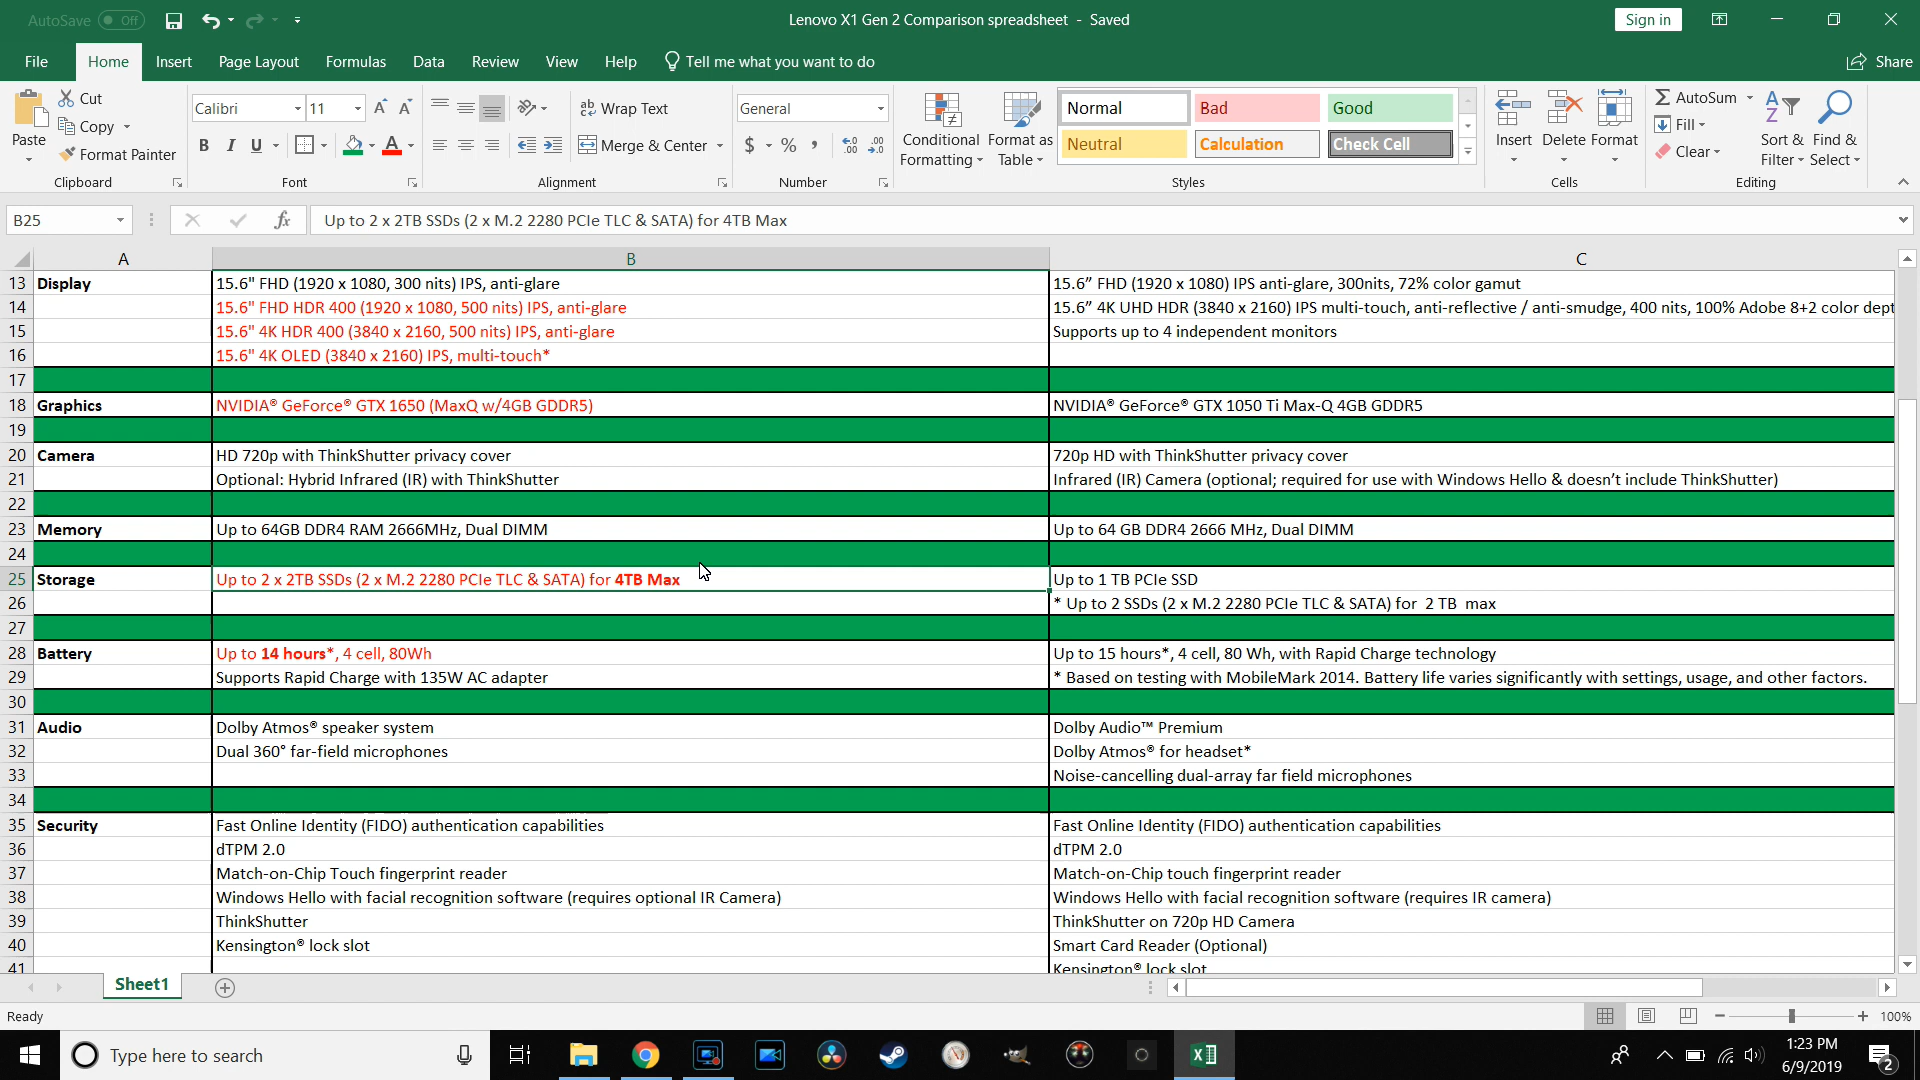 AutoSave Off
Lenovo X1 Gen 2 Comparison spreadsheet - Saved
Sign in
File Home Insert Page Layout Formulas Data Review View Help Tell me what you want to do Share
Paste
Cut
Copy
Format Painter
Clipboard
Calibri 11
B I U A
Font
Wrap Text
Merge & Center
Alignment
General
$ % ,
Number
Conditional Formatting
Format as Table
Normal Bad Good
Neutral Calculation Check Cell
Styles
Insert Delete Format
Cells
AutoSum
Fill
Clear
Sort & Filter
Find & Select
Editing
B25 fx Up to 2 x 2TB SSDs (2 x M.2 2280 PCIe TLC & SATA) for 4TB Max
A B C
13 Display 15.6" FHD (1920 x 1080, 300 nits) IPS, anti-glare 15.6” FHD (1920 x 1080) IPS anti-glare, 300nits, 72% color gamut
14 15.6" FHD HDR 400 (1920 x 1080, 500 nits) IPS, anti-glare 15.6” 4K UHD HDR (3840 x 2160) IPS multi-touch, anti-reflective / anti-smudge, 400 nits, 100% Adobe 8+2 color dept
15 15.6" 4K HDR 400 (3840 x 2160, 500 nits) IPS, anti-glare Supports up to 4 independent monitors
16 15.6" 4K OLED (3840 x 2160) IPS, multi-touch*
17
18 Graphics NVIDIA® GeForce® GTX 1650 (MaxQ w/4GB GDDR5) NVIDIA® GeForce® GTX 1050 Ti Max-Q 4GB GDDR5
19
20 Camera HD 720p with ThinkShutter privacy cover 720p HD with ThinkShutter privacy cover
21 Optional: Hybrid Infrared (IR) with ThinkShutter Infrared (IR) Camera (optional; required for use with Windows Hello & doesn’t include ThinkShutter)
22
23 Memory Up to 64GB DDR4 RAM 2666MHz, Dual DIMM Up to 64 GB DDR4 2666 MHz, Dual DIMM
24
25 Storage Up to 2 x 2TB SSDs (2 x M.2 2280 PCIe TLC & SATA) for 4TB Max Up to 1 TB PCIe SSD
26 * Up to 2 SSDs (2 x M.2 2280 PCIe TLC & SATA) for 2 TB max
27
28 Battery Up to 14 hours*, 4 cell, 80Wh Up to 15 hours*, 4 cell, 80 Wh, with Rapid Charge technology
29 Supports Rapid Charge with 135W AC adapter * Based on testing with MobileMark 2014. Battery life varies significantly with settings, usage, and other factors.
30
31 Audio Dolby Atmos® speaker system Dolby Audio™ Premium
32 Dual 360° far-field microphones Dolby Atmos® for headset*
33 Noise-cancelling dual-array far field microphones
34
35 Security Fast Online Identity (FIDO) authentication capabilities Fast Online Identity (FIDO) authentication capabilities
36 dTPM 2.0 dTPM 2.0
37 Match-on-Chip Touch fingerprint reader Match-on-Chip touch fingerprint reader
38 Windows Hello with facial recognition software (requires optional IR Camera) Windows Hello with facial recognition software (requires IR camera)
39 ThinkShutter ThinkShutter on 720p HD Camera
40 Kensington® lock slot Smart Card Reader (Optional)
41 Kensington® lock slot
Sheet1
Ready 100%
Type here to search
1:23 PM
6/9/2019
2